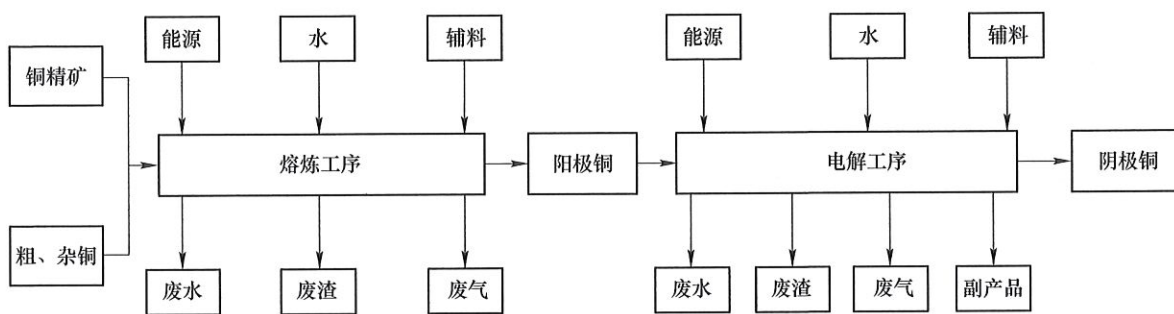 能源
水
辅料
能源
水
辅料
铜精矿
熔炼工序
阳极铜
电解工序
阴极铜
粗、杂铜
废水
废渣
废气
废水
废渣
废气
副产品